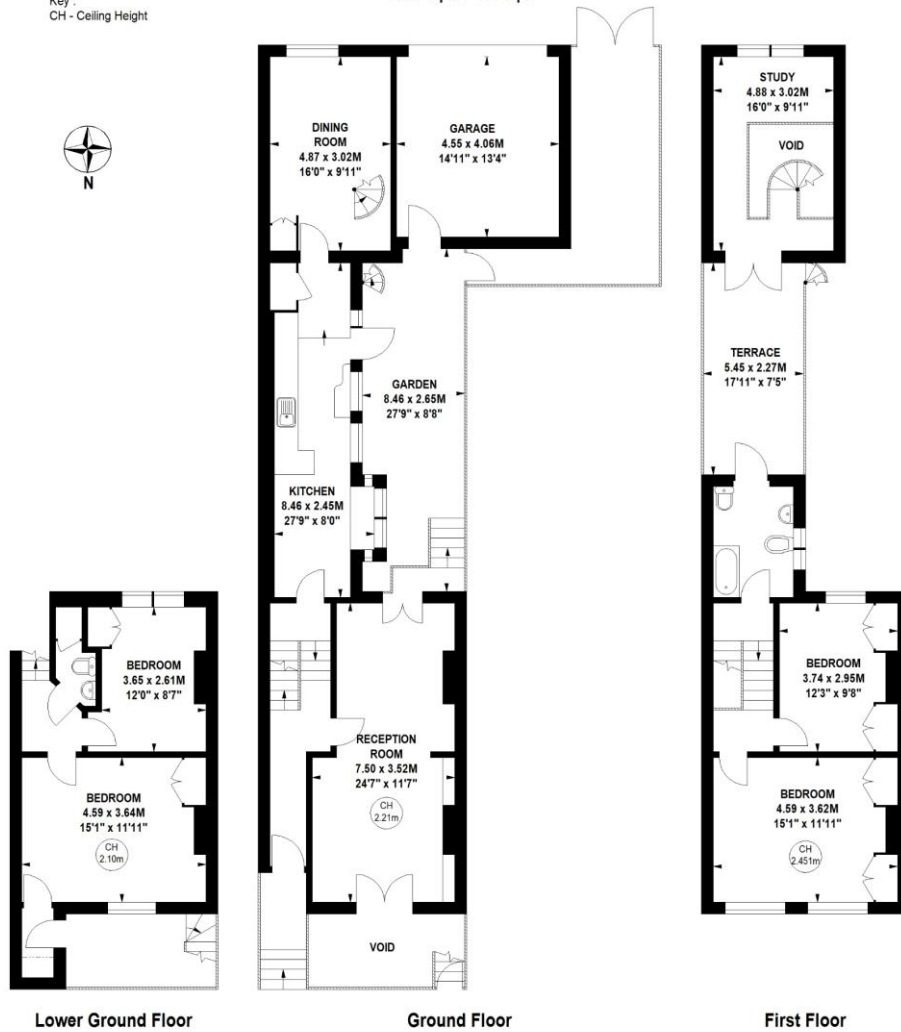 Key :
CH - Ceiling Height
N
DINING
ROOM
4.87 x 3.02M
16'0" x 9'11"
GARAGE
4.55 x 4.06M
14'11" x 13'4"
STUDY
4.88 x 3.02M
16'0" x 9'11"
VOID
GARDEN
8.46 x 2.65M
27'9" x 8'8"
TERRACE
5.45 x 2.27M
17'11" x 7'5"
KITCHEN
8.46 x 2.45M
27'9" x 8'0"
BEDROOM
3.65 x 2.61M
12'0" x 8'7"
BEDROOM
4.59 x 3.64M
15'1" x 11'11"
CH
2.10m
RECEPTION
ROOM
7.50 x 3.52M
24'7" x 11'7"
CH
2.21m
VOID
BEDROOM
3.74 x 2.95M
12'3" x 9'8"
BEDROOM
4.59 x 3.62M
15'1" x 11'11"
CH
2.451m
Lower Ground Floor
Ground Floor
First Floor